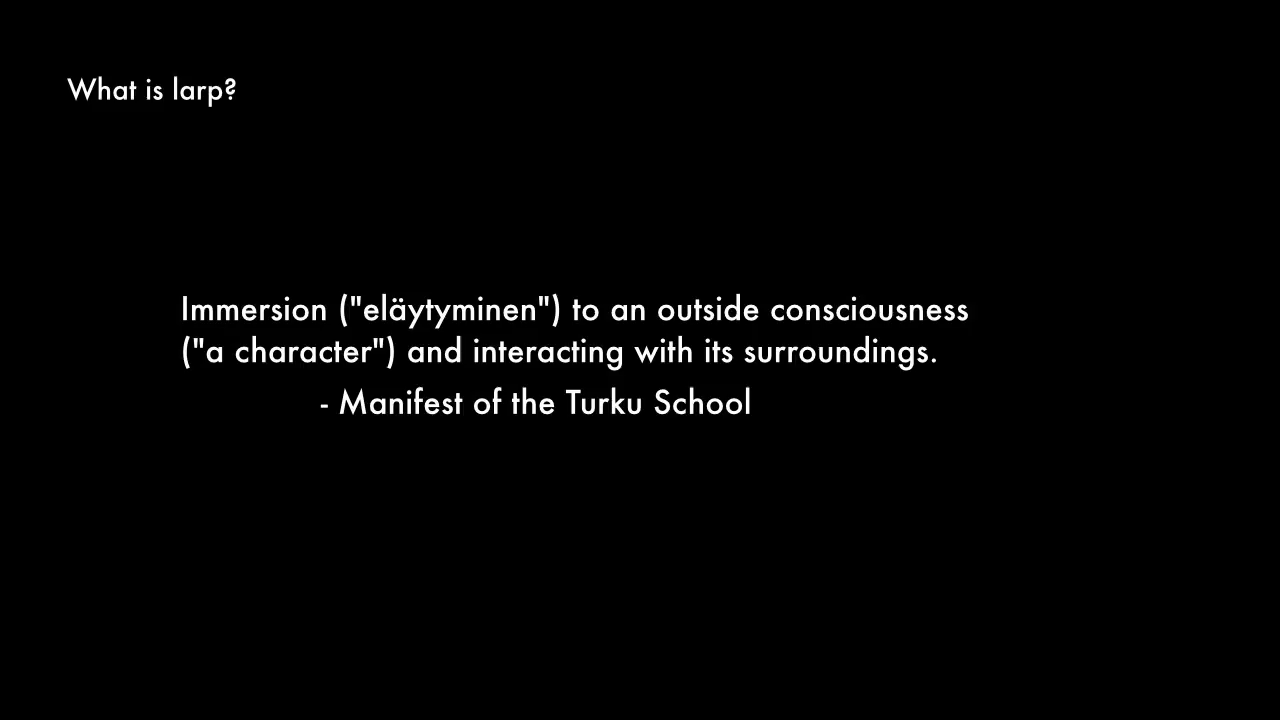 What is larp?
Immersion ("eläytyminen") to an outside consciousness
("a character") and interacting with its surroundings.
- Manifest of the Turku School